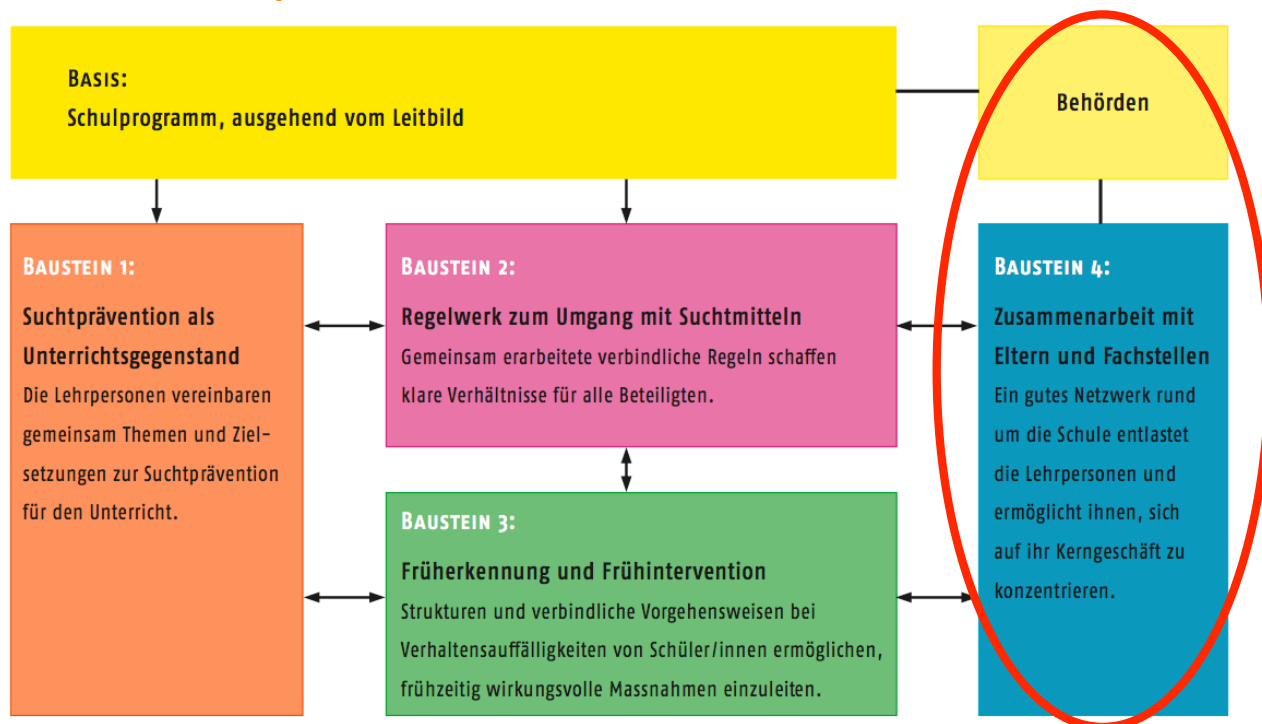 BASIS:
Schulprogramm, ausgehend vom Leitbild
Behörden
BAUSTEIN 1:
Suchtprävention als
Unterrichtsgegenstand
Die Lehrpersonen vereinbaren
gemeinsam Themen und Ziel-
setzungen zur Suchtprävention
für den Unterricht.
BAUSTEIN 2:
Regelwerk zum Umgang mit Suchtmitteln
Gemeinsam erarbeitete verbindliche Regeln schaffen
klare Verhältnisse für alle Beteiligten.
BAUSTEIN 3:
Früherkennung und Frühintervention
Strukturen und verbindliche Vorgehensweisen bei
Verhaltensauffälligkeiten von Schüler/innen ermöglichen,
frühzeitig wirkungsvolle Massnahmen einzuleiten.
BAUSTEIN 4:
Zusammenarbeit mit
Eltern und Fachstellen
Ein gutes Netzwerk rund
um die Schule entlastet
die Lehrpersonen und
ermöglicht ihnen, sich
auf ihr Kerngeschäft zu
konzentrieren.